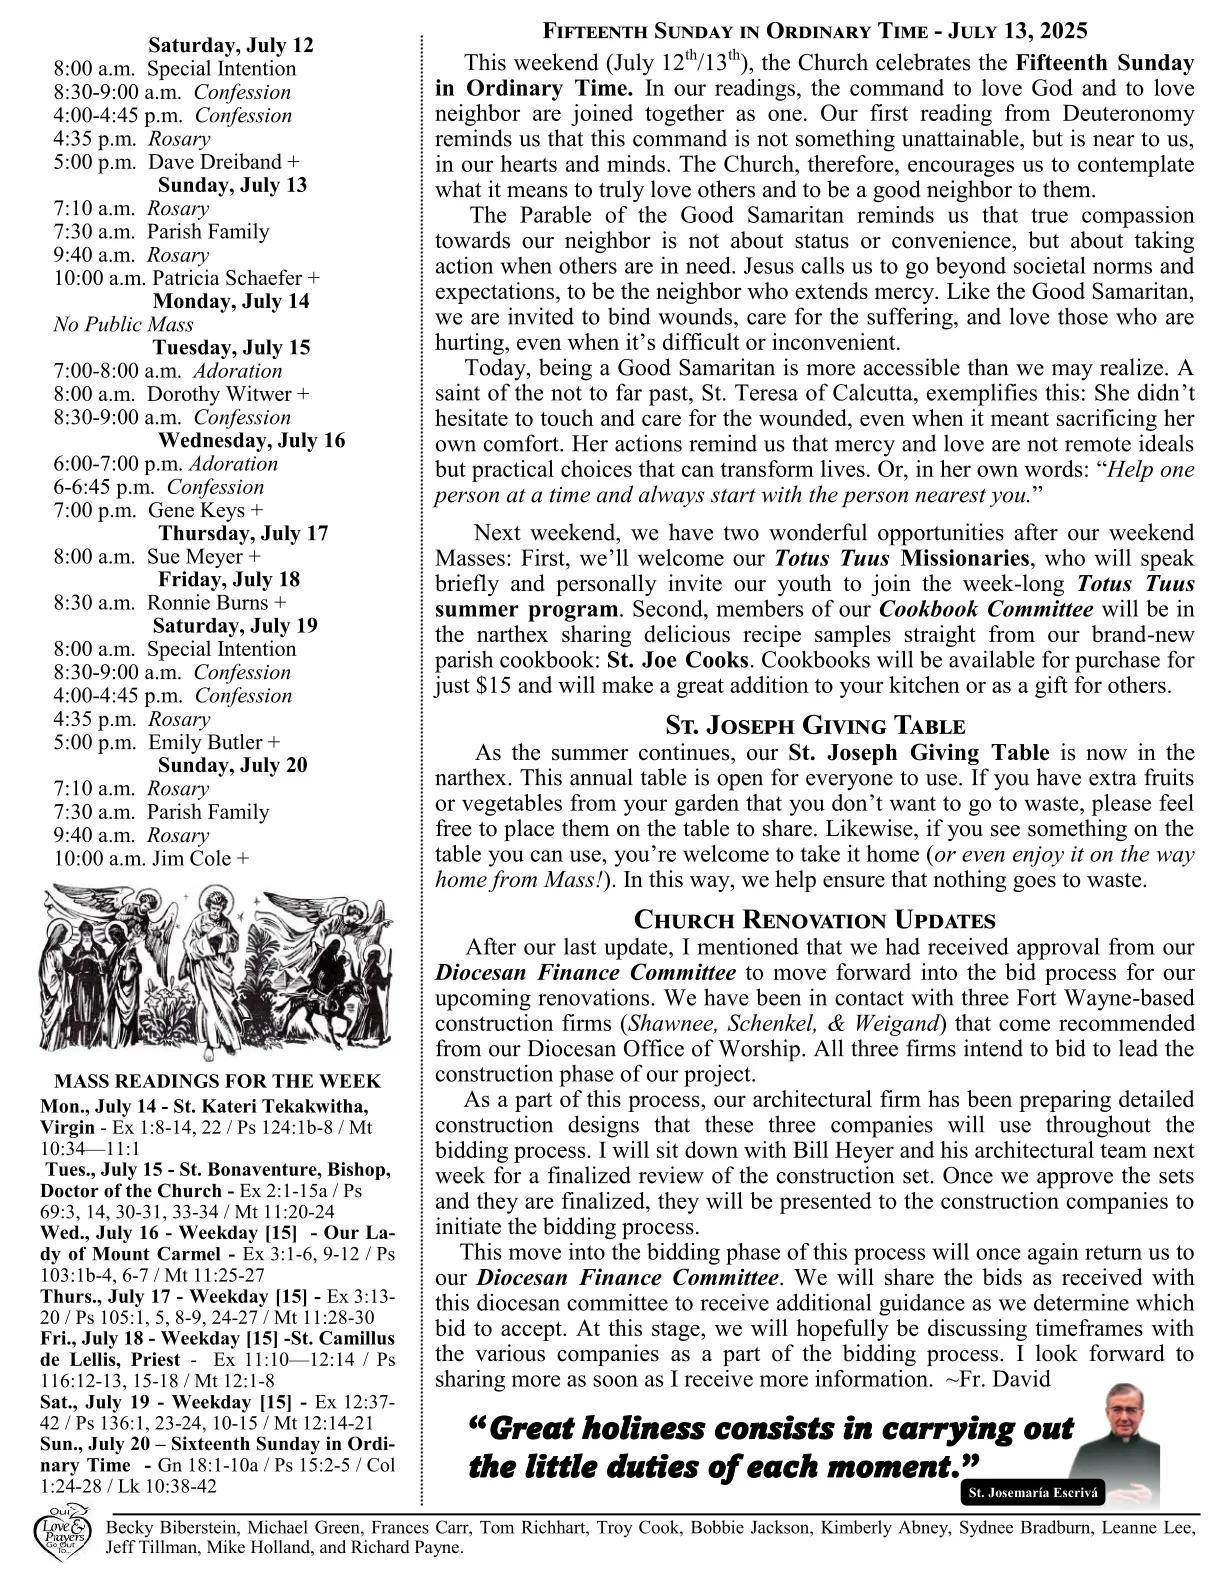 Saturday, July 12
8:00 a.m. Special Intention
8:30-9:00 a.m. Confession
4:00-4:45 p.m. Confession
4:35 p.m. Rosary
5:00 p.m. Dave Dreiband +
Sunday, July 13
7:10 a.m. Rosary
7:30 a.m. Parish Family
9:40 a.m. Rosary
10:00 a.m. Patricia Schaefer +
Monday, July 14
No Public Mass
Tuesday, July 15
7:00-8:00 a.m. Adoration
8:00 a.m. Dorothy Witwer +
8:30-9:00 a.m. Confession
Wednesday, July 16
6:00-7:00 p.m. Adoration
6-6:45 p.m. Confession
7:00 p.m. Gene Keys +
Thursday, July 17
8:00 a.m. Sue Meyer +
Friday, July 18
8:30 a.m. Ronnie Burns +
Saturday, July 19
8:00 a.m. Special Intention
8:30-9:00 a.m. Confession
4:00-4:45 p.m. Confession
4:35 p.m. Rosary
5:00 p.m. Emily Butler +
Sunday, July 20
7:10 a.m. Rosary
7:30 a.m. Parish Family
9:40 a.m. Rosary
10:00 a.m. Jim Cole +
MASS READINGS FOR THE WEEK
Mon., July 14 - St. Kateri Tekakwitha,
Virgin - Ex 1:8-14, 22 / Ps 124:1b-8 / Mt
10:34—11:1
Tues., July 15 - St. Bonaventure, Bishop,
Doctor of the Church - Ex 2:1-15a / Ps
69:3, 14, 30-31, 33-34 / Mt 11:20-24
Wed., July 16 - Weekday [15] - Our La-
dy of Mount Carmel - Ex 3:1-6, 9-12 / Ps
103:1b-4, 6-7 / Mt 11:25-27
Thurs., July 17 - Weekday [15] - Ex 3:13-
20 / Ps 105:1, 5, 8-9, 24-27 / Mt 11:28-30
Fri., July 18 - Weekday [15] -St. Camillus
de Lellis, Priest - Ex 11:10—12:14 / Ps
116:12-13, 15-18 / Mt 12:1-8
Sat., July 19 - Weekday [15] - Ex 12:37-
42 / Ps 136:1, 23-24, 10-15 / Mt 12:14-21
Sun., July 20 – Sixteenth Sunday in Ordi-
nary Time - Gn 18:1-10a / Ps 15:2-5 / Col
1:24-28 / Lk 10:38-42
FIFTEENTH SUNDAY IN ORDINARY TIME - JULY 13, 2025
This weekend (July 12th/13th), the Church celebrates the Fifteenth Sunday
in Ordinary Time. In our readings, the command to love God and to love
neighbor are joined together as one. Our first reading from Deuteronomy
reminds us that this command is not something unattainable, but is near to us,
in our hearts and minds. The Church, therefore, encourages us to contemplate
what it means to truly love others and to be a good neighbor to them.
The Parable of the Good Samaritan reminds us that true compassion
towards our neighbor is not about status or convenience, but about taking
action when others are in need. Jesus calls us to go beyond societal norms and
expectations, to be the neighbor who extends mercy. Like the Good Samaritan,
we are invited to bind wounds, care for the suffering, and love those who are
hurting, even when it's difficult or inconvenient.
Today, being a Good Samaritan is more accessible than we may realize. A
saint of the not to far past, St. Teresa of Calcutta, exemplifies this: She didn't
hesitate to touch and care for the wounded, even when it meant sacrificing her
own comfort. Her actions remind us that mercy and love are not remote ideals
but practical choices that can transform lives. Or, in her own words: “Help one
person at a time and always start with the person nearest you.”
Next weekend, we have two wonderful opportunities after our weekend
Masses: First, we'll welcome our Totus Tuus Missionaries, who will speak
briefly and personally invite our youth to join the week-long Totus Tuus
summer program. Second, members of our Cookbook Committee will be in
the narthex sharing delicious recipe samples straight from our brand-new
parish cookbook: St. Joe Cooks. Cookbooks will be available for purchase for
just $15 and will make a great addition to your kitchen or as a gift for others.
ST. JOSEPH GIVING TABLE
As the summer continues, our St. Joseph Giving Table is now in the
narthex. This annual table is open for everyone to use. If you have extra fruits
or vegetables from your garden that you don't want to go to waste, please feel
free to place them on the table to share. Likewise, if you see something on the
table you can use, you're welcome to take it home (or even enjoy it on the way
home from Mass!). In this way, we help ensure that nothing goes to waste.
CHURCH RENOVATION UPDATES
After our last update, I mentioned that we had received approval from our
Diocesan Finance Committee to move forward into the bid process for our
upcoming renovations. We have been in contact with three Fort Wayne-based
construction firms (Shawnee, Schenkel, & Weigand) that come recommended
from our Diocesan Office of Worship. All three firms intend to bid to lead the
construction phase of our project.
As a part of this process, our architectural firm has been preparing detailed
construction designs that these three companies will use throughout the
bidding process. I will sit down with Bill Heyer and his architectural team next
week for a finalized review of the construction set. Once we approve the sets
and they are finalized, they will be presented to the construction companies to
initiate the bidding process.
This move into the bidding phase of this process will once again return us to
our Diocesan Finance Committee. We will share the bids as received with
this diocesan committee to receive additional guidance as we determine which
bid to accept. At this stage, we will hopefully be discussing timeframes with
the various companies as a part of the bidding process. I look forward to
sharing more as soon as I receive more information. ~Fr. David
“Great holiness consists in carrying out
the little duties of each moment.”
St. Josemaría Escrivá
Our
Love &
Prayers
Go Out
To...
Becky Biberstein, Michael Green, Frances Carr, Tom Richhart, Troy Cook, Bobbie Jackson, Kimberly Abney, Sydnee Bradburn, Leanne Lee,
Jeff Tillman, Mike Holland, and Richard Payne.